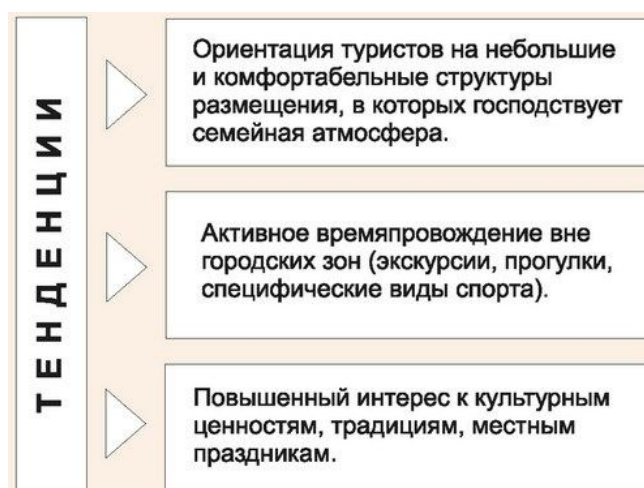 ТЕНДЕНЦИИ
Ориентация туристов на небольшие
и комфортабельные структуры
размещения, в которых господствует
семейная атмосфера.
Активное времяпровождение вне
городских зон (экскурсии, прогулки,
специфические виды спорта).
Повышенный интерес к культурным
ценностям, традициям, местным
праздникам.